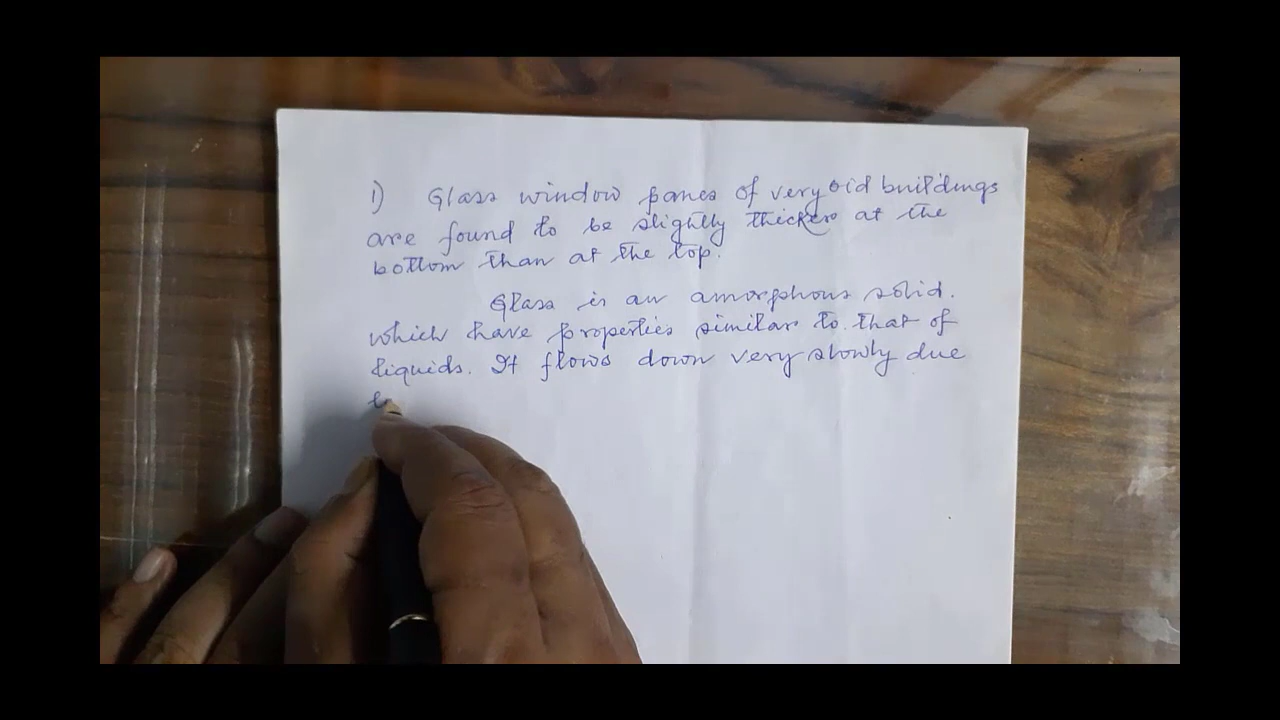 1) Glass window panes of very old buildings
are found to be slightly thicker at the
bottom than at the top.
Glass is an amorphous solid.
which have properties similar to that of
liquids. It flows down very slowly due